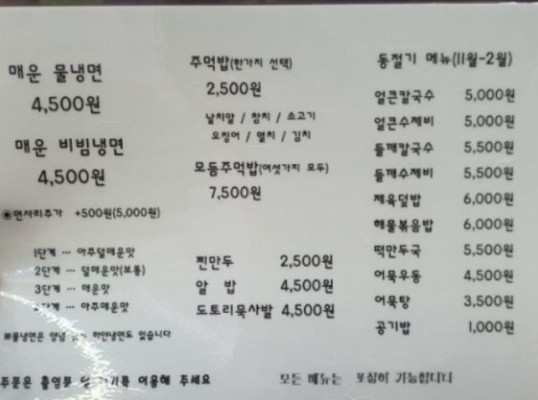 매운 물냉면
4,500원
매운 비빔냉면
4,500원
◉면사리추가 +500원(5,000원)
1단계 … 아주덜매운맛
2단계 … 덜매운맛(보통)
3단계 … 매운맛
… 아주매운맛
물냉면은 양념 하얀냉면도 있습니다
주문은 출입문 이용해 주세요
주먹밥(한가지 선택)
2,500원
날치알 / 참치 / 소고기
오징어 / 멸치 / 김치
모듬주먹밥(여섯가지 모두)
7,500원
찐만두 2,500원
알 밥 4,500원
도토리묵사발 4,500원
동절기 메뉴(11월-2월)
얼큰칼국수 5,000원
얼큰수제비 5,000원
들깨칼국수 5,500원
들깨수제비 5,500원
제육덮밥 6,000원
해물볶음밥 6,000원
떡만두국 5,500원
어묵우동 4,500원
어묵탕 3,500원
공기밥 1,000원
모든 메뉴는 포장이 가능합니다